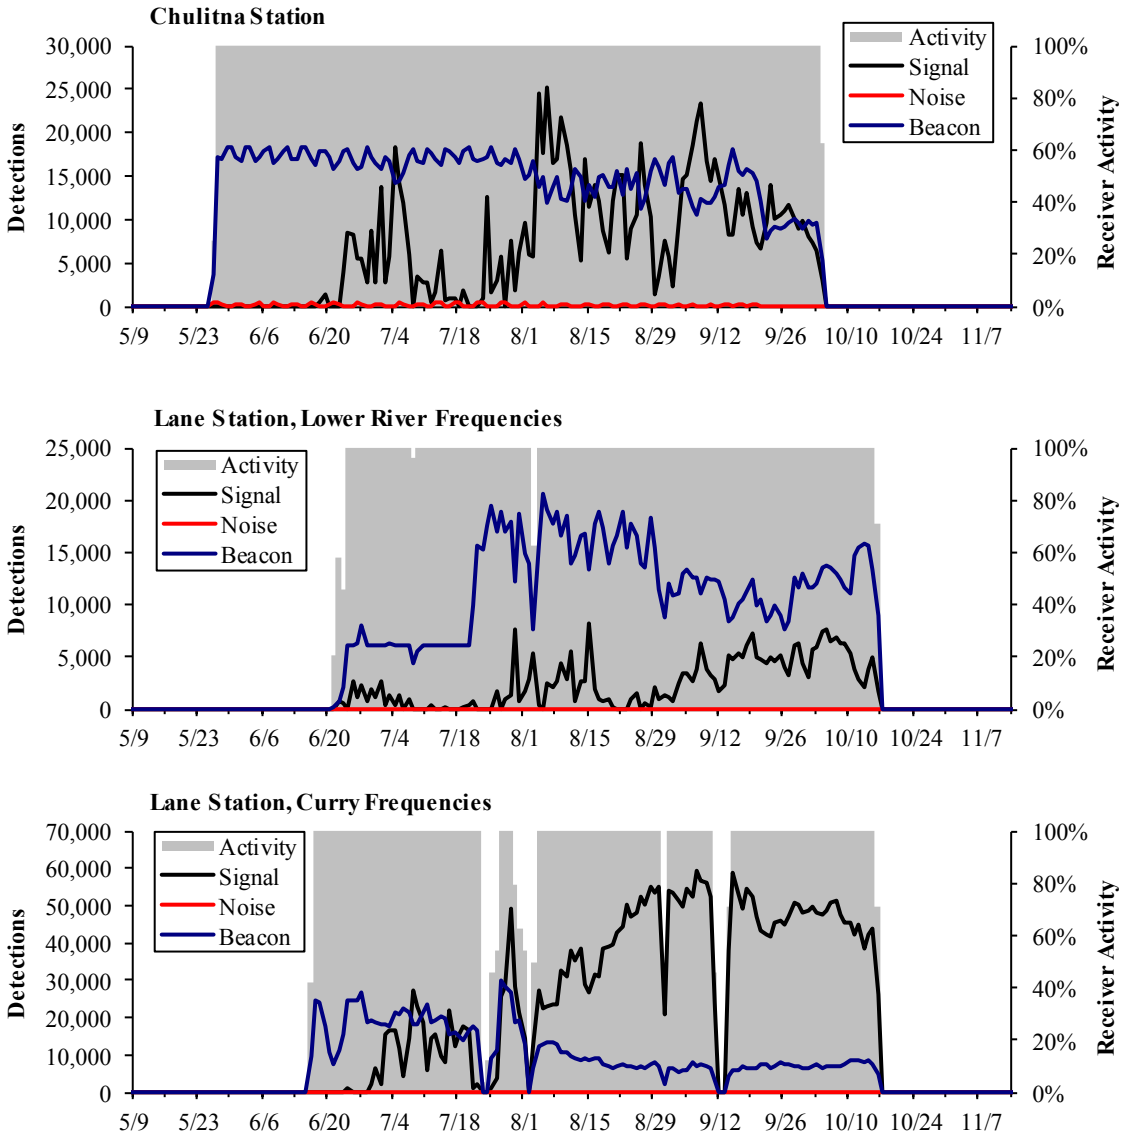 Chulitna Station
Activity
Signal
Noise
Beacon
Detections
30,000
25,000
20,000
15,000
10,000
5,000
0
100%
80%
60%
40%
20%
0%
Receiver Activity
5/9 5/23 6/6 6/20 7/4 7/18 8/1 8/15 8/29 9/12 9/26 10/10 10/24 11/7
Lane Station, Lower River Frequencies
Activity
Signal
Noise
Beacon
Detections
25,000
20,000
15,000
10,000
5,000
0
100%
80%
60%
40%
20%
0%
Receiver Activity
5/9 5/23 6/6 6/20 7/4 7/18 8/1 8/15 8/29 9/12 9/26 10/10 10/24 11/7
Lane Station, Curry Frequencies
Activity
Signal
Noise
Beacon
Detections
70,000
60,000
50,000
40,000
30,000
20,000
10,000
0
100%
80%
60%
40%
20%
0%
Receiver Activity
5/9 5/23 6/6 6/20 7/4 7/18 8/1 8/15 8/29 9/12 9/26 10/10 10/24 11/7